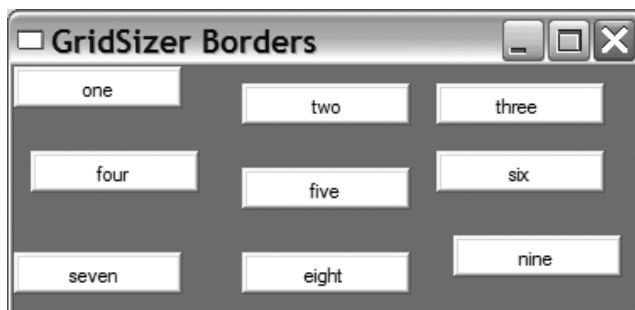 GridSizer Borders
one
two
three
four
five
six
seven
eight
nine